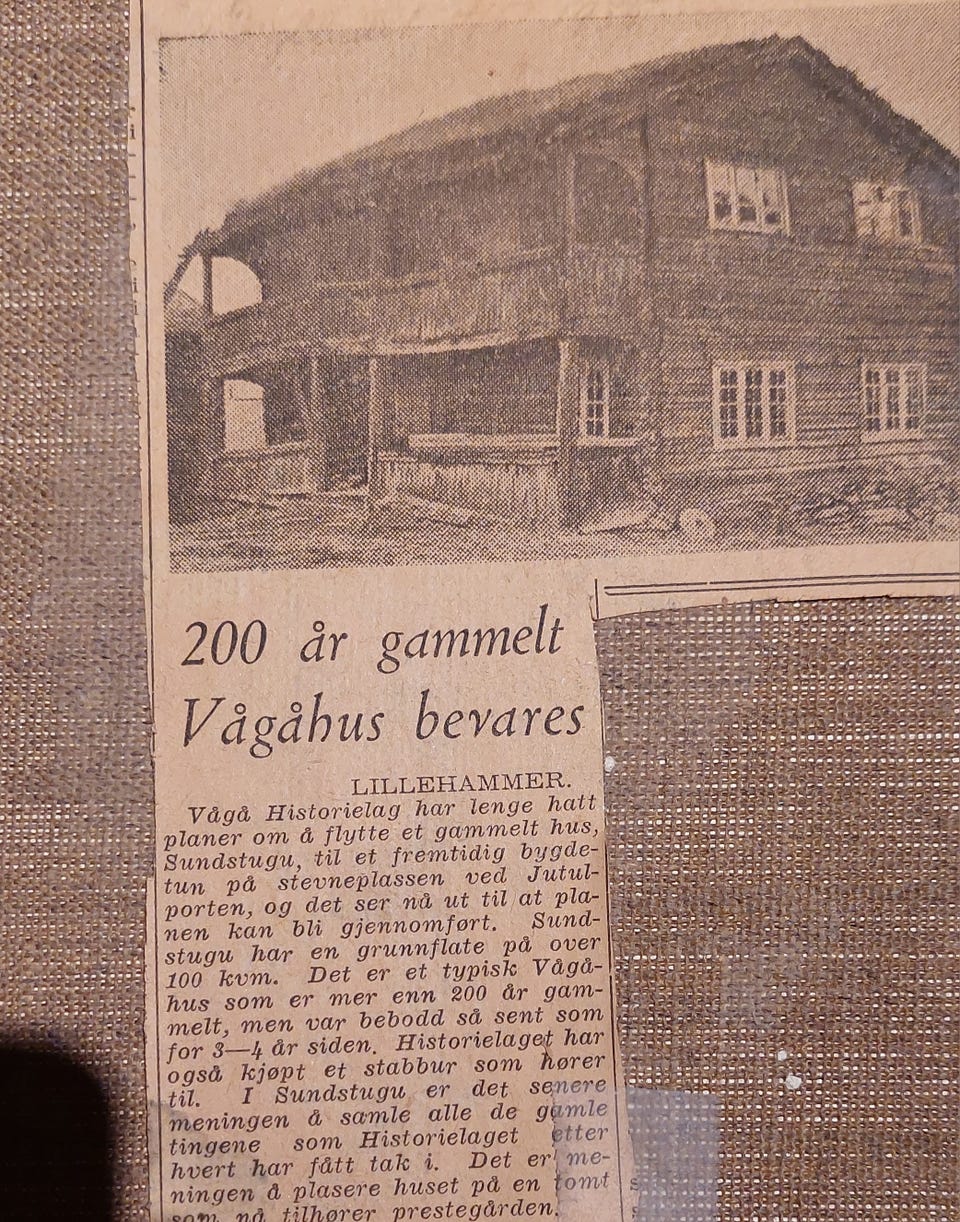 200 år gammelt
Vågåhus bevares
LILLEHAMMER.
Vågå Historielag har lenge hatt
planer om å flytte et gammelt hus,
Sundstugu, til et fremtidig bygde-
tun på stevneplassen ved Jutul-
porten, og det ser nå ut til at pla-
nen kan bli gjennomført. Sund-
stugu har en grunnflate på over
100 kvm. Det er et typisk Vågå-
hus som er mer enn 200 år gam-
melt, men var bebodd så sent som
for 3—4 år siden. Historielaget har
også kjøpt et stabbur som hører
til. I Sundstugu er det senere
meningen å samle alle de gamle
tingene som Historielaget etter
hvert har fått tak i. Det er me-
ningen å plasere huset på en tomt
som nå tilhører prestegården.